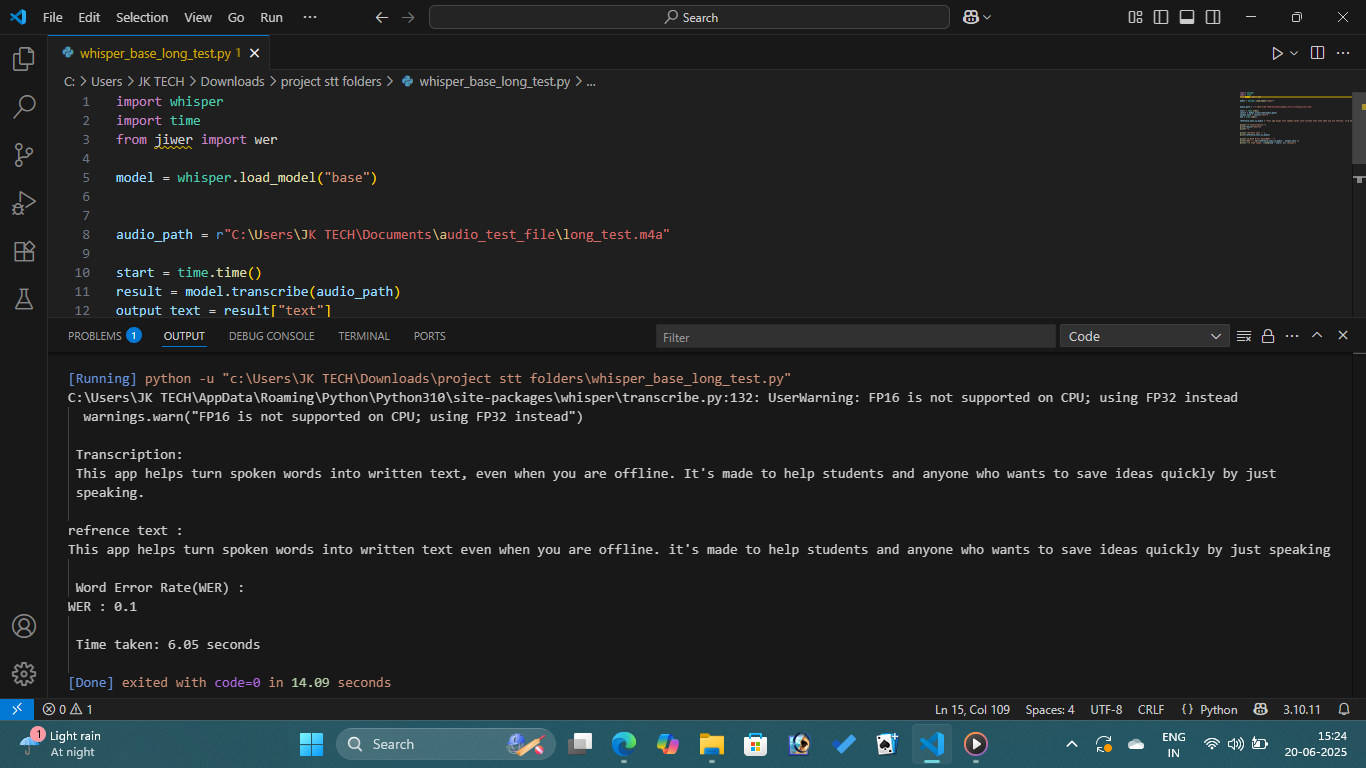 File Edit Selection View Go Run ··· Search
whisper_base_long_test.py 1
C: > Users > JK TECH > Downloads > project stt folders > whisper_base_long_test.py > ...
1 import whisper
2 import time
3 from jiwer import wer
4
5 model = whisper.load_model("base")
6
7
8 audio_path = r"C:\Users\JK TECH\Documents\audio_test_file\long_test.m4a"
9
10 start = time.time()
11 result = model.transcribe(audio_path)
12 output_text = result["text"]
PROBLEMS 1 OUTPUT DEBUG CONSOLE TERMINAL PORTS Filter Code
[Running] python -u "c:\Users\JK TECH\Downloads\project stt folders\whisper_base_long_test.py"
C:\Users\JK TECH\AppData\Roaming\Python\Python310\site-packages\whisper\transcribe.py:132: UserWarning: FP16 is not supported on CPU; using FP32 instead
warnings.warn("FP16 is not supported on CPU; using FP32 instead")
Transcription:
This app helps turn spoken words into written text, even when you are offline. It's made to help students and anyone who wants to save ideas quickly by just
speaking.
refrence text :
This app helps turn spoken words into written text even when you are offline. it's made to help students and anyone who wants to save ideas quickly by just speaking
Word Error Rate(WER) :
WER : 0.1
Time taken: 6.05 seconds
[Done] exited with code=0 in 14.09 seconds
0 1 Ln 15, Col 109 Spaces: 4 UTF-8 CRLF {} Python 3.10.11
1 Light rain Search ENG 15:24
At night IN 20-06-2025